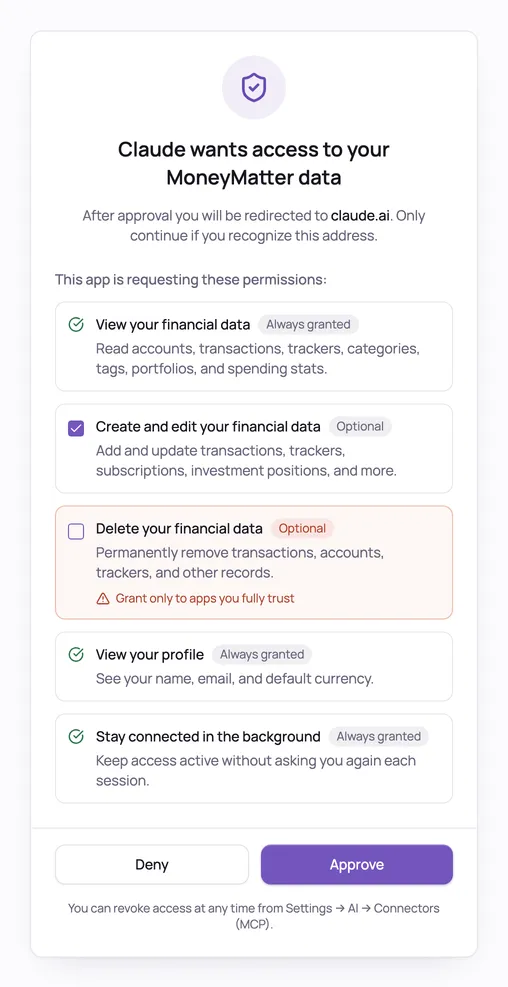 Claude wants access to your
MoneyMatter data
After approval you will be redirected to claude.ai. Only
continue if you recognize this address.
This app is requesting these permissions:
View your financial data Always granted
Read accounts, transactions, trackers, categories,
tags, portfolios, and spending stats.
Create and edit your financial data Optional
Add and update transactions, trackers,
subscriptions, investment positions, and more.
Delete your financial data Optional
Permanently remove transactions, accounts,
trackers, and other records.
Grant only to apps you fully trust
View your profile Always granted
See your name, email, and default currency.
Stay connected in the background Always granted
Keep access active without asking you again each
session.
Deny Approve
You can revoke access at any time from Settings → AI → Connectors
(MCP).